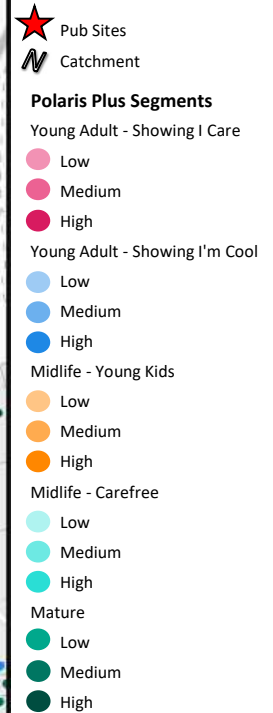 Pub Sites
Catchment
Polaris Plus Segments
Young Adult - Showing I Care
Low
Medium
High
Young Adult - Showing I'm Cool
Low
Medium
High
Midlife - Young Kids
Low
Medium
High
Midlife - Carefree
Low
Medium
High
Mature
Low
Medium
High